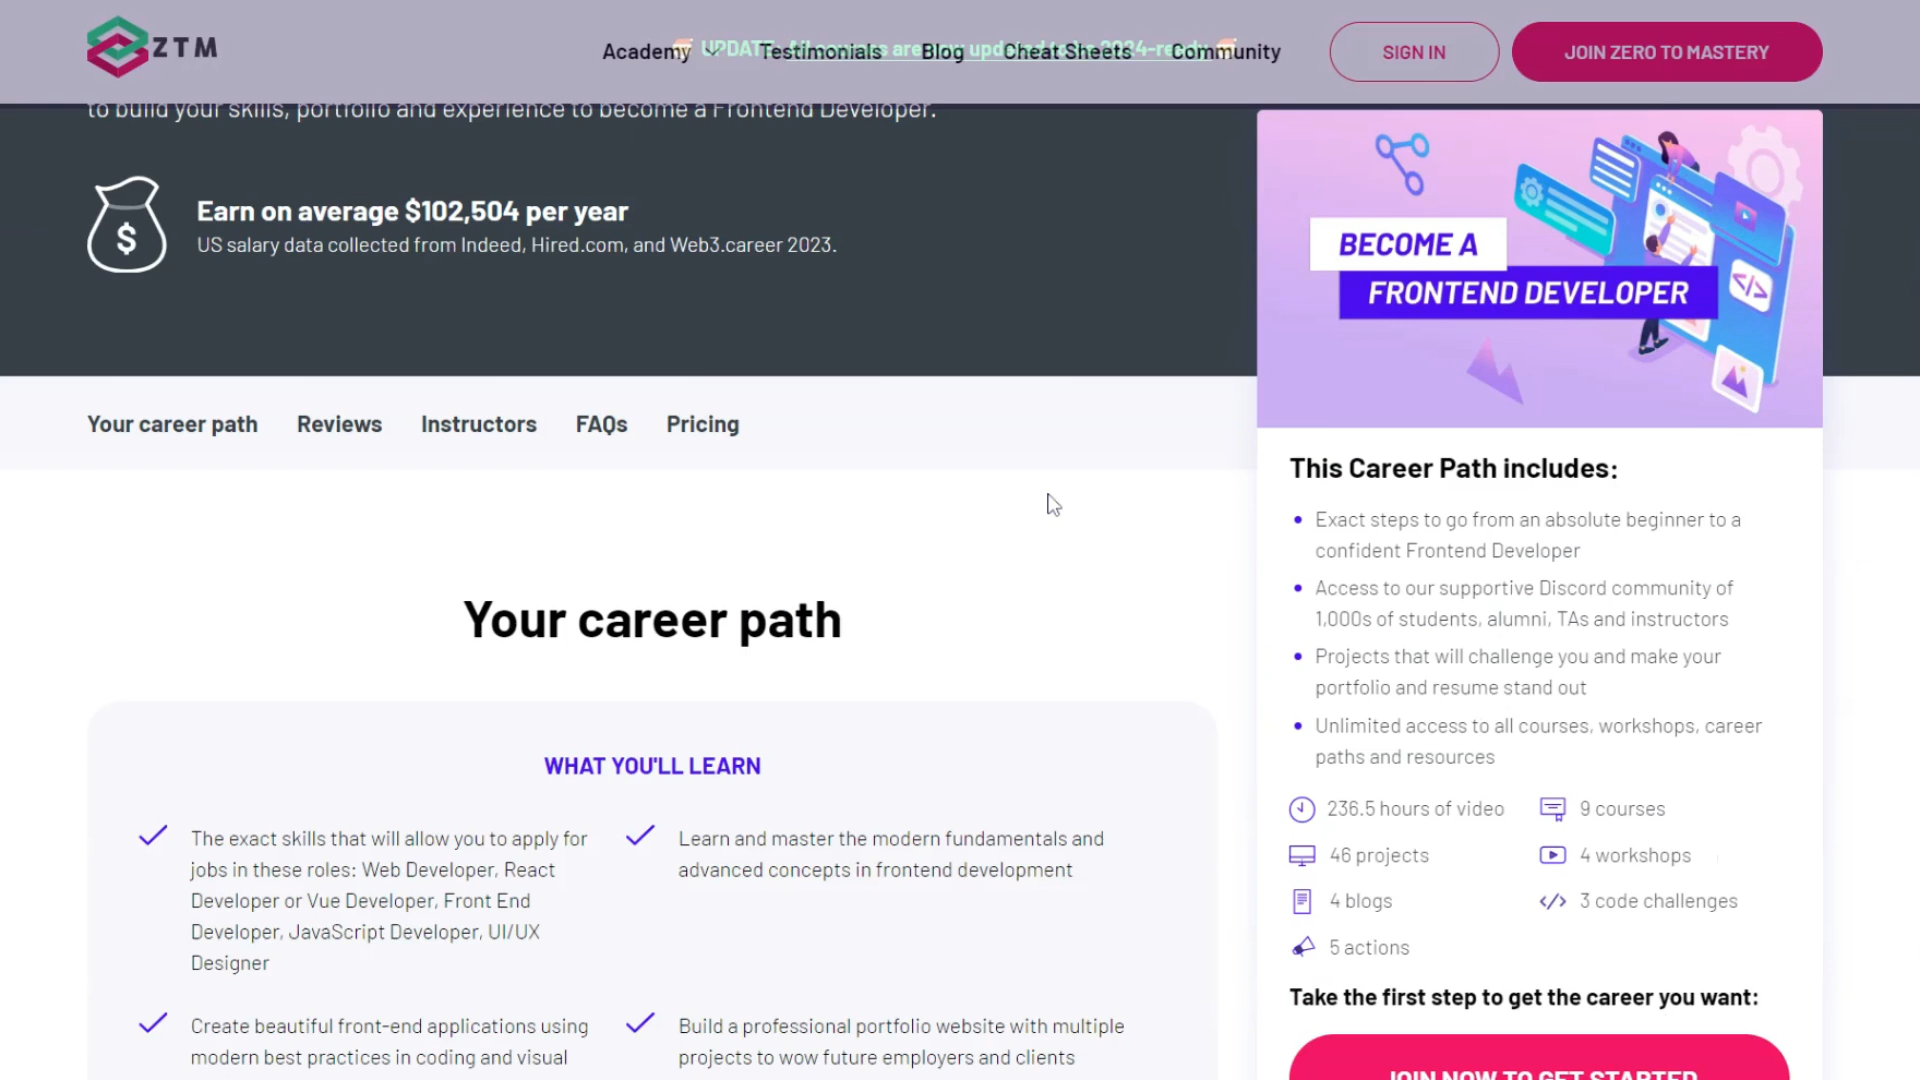 ZTM
Academy
Testimonials
Blog
Cheat Sheets
Community
SIGN IN
JOIN ZERO TO MASTERY
to build your skills, portfolio and experience to become a Frontend Developer.
Earn on average $102,504 per year
US salary data collected from Indeed, Hired.com, and Web3.career 2023.
BECOME A
FRONTEND DEVELOPER
Your career path
Reviews
Instructors
FAQs
Pricing
This Career Path includes:
• Exact steps to go from an absolute beginner to a
confident Frontend Developer
• Access to our supportive Discord community of
1,000s of students, alumni, TAs and instructors
• Projects that will challenge you and make your
portfolio and resume stand out
• Unlimited access to all courses, workshops, career
paths and resources
236.5 hours of video
9 courses
46 projects
4 workshops
4 blogs
3 code challenges
5 actions
Take the first step to get the career you want:
JOIN NOW TO GET STARTED
Your career path
WHAT YOU'LL LEARN
The exact skills that will allow you to apply for
jobs in these roles: Web Developer, React
Developer or Vue Developer, Front End
Developer, JavaScript Developer, UI/UX
Designer
Learn and master the modern fundamentals and
advanced concepts in frontend development
Create beautiful front-end applications using
modern best practices in coding and visual
Build a professional portfolio website with multiple
projects to wow future employers and clients